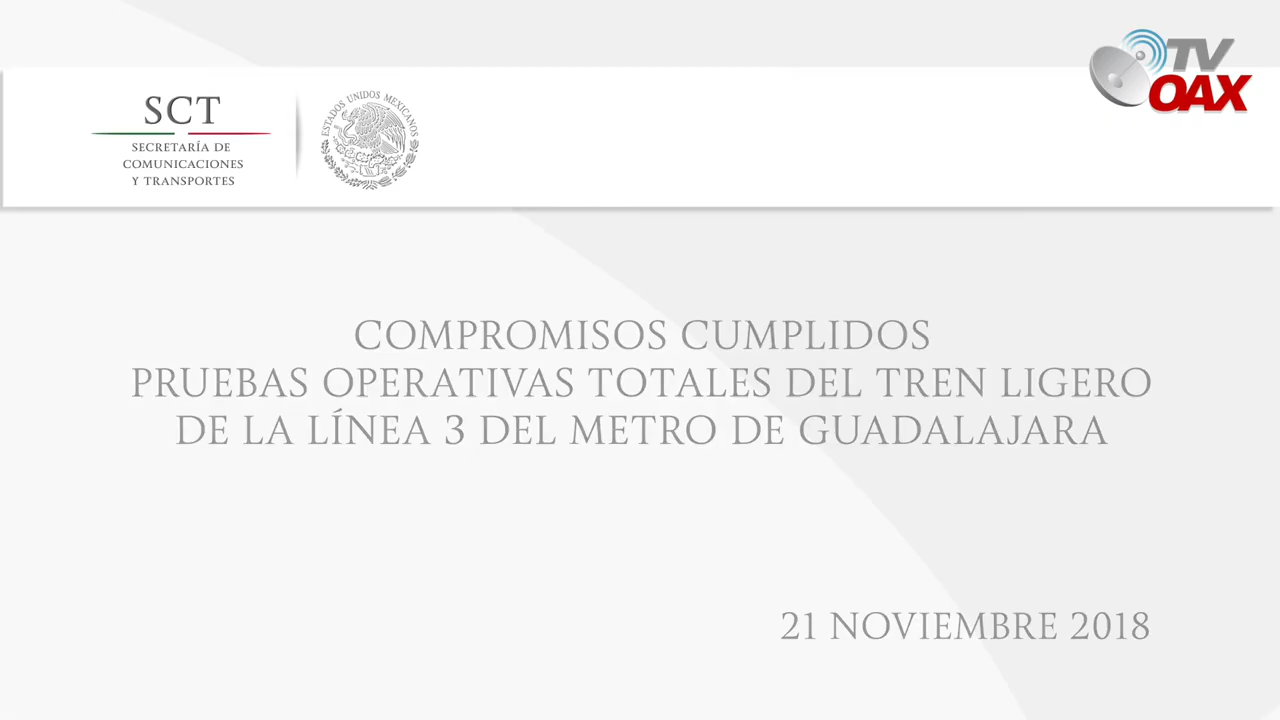 SCT
SECRETARÍA DE
COMUNICACIONES
Y TRANSPORTES
ESTADOS UNIDOS MEXICANOS
TV
OAX
COMPROMISOS CUMPLIDOS
PRUEBAS OPERATIVAS TOTALES DEL TREN LIGERO
DE LA LÍNEA 3 DEL METRO DE GUADALAJARA
21 NOVIEMBRE 2018